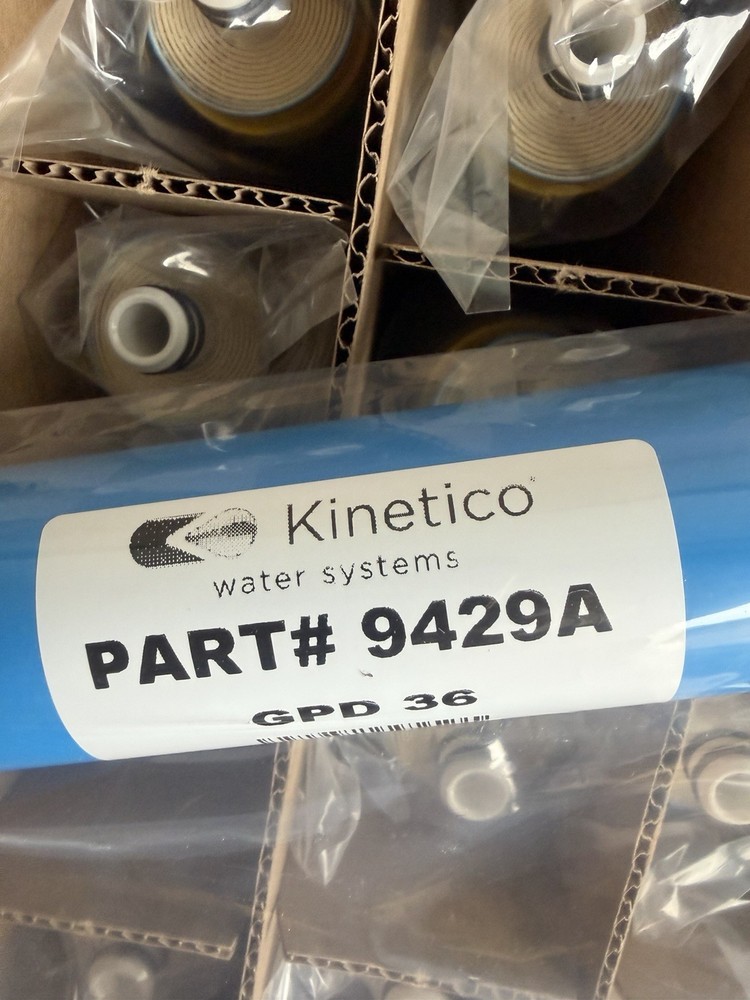 Kinetico
water systems
PART# 9429A
GPD 36